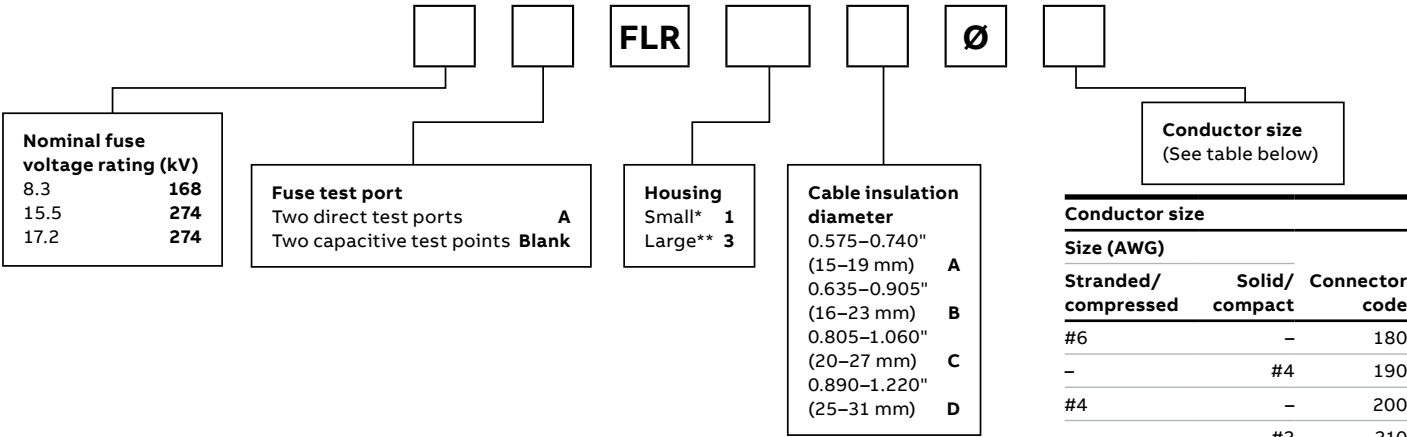 FLR Ø
Nominal fuse
voltage rating (kV)
8.3 168
15.5 274
17.2 274
Fuse test port
Two direct test ports A
Two capacitive test points Blank
Housing
Small* 1
Large** 3
Cable insulation
diameter
0.575–0.740"
(15–19 mm) A
0.635–0.905"
(16–23 mm) B
0.805–1.060"
(20–27 mm) C
0.890–1.220"
(25–31 mm) D
Conductor size
(See table below)
Conductor size
Size (AWG)
Stranded/ Solid/ Connector
compressed compact code
#6 – 180
– #4 190
#4 – 200